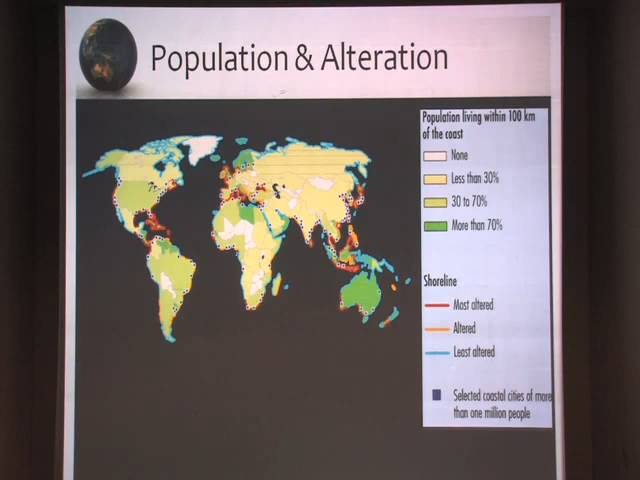 Population & Alteration
Population living within 100 km
of the coast
None
Less than 30%
30 to 70%
More than 70%
Shoreline
Most altered
Altered
Least altered
Selected coastal cities of more
than one million people